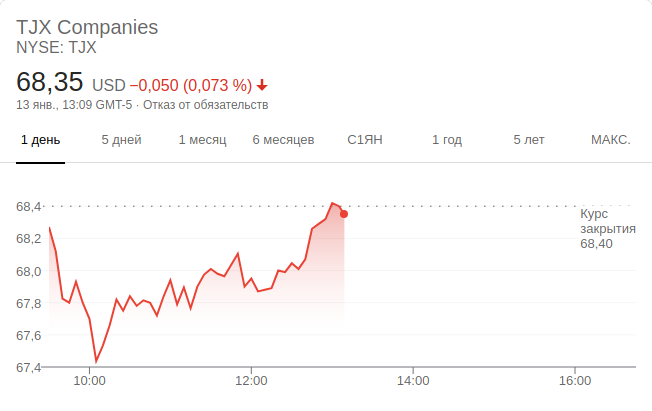 TJX Companies
NYSE: TJX
68,35 USD −0,050 (0,073 %)
13 янв., 13:09 GMT-5 · Отказ от обязательств
1 день 5 дней 1 месяц 6 месяцев С1ЯН 1 год 5 лет МАКС.
68,4
Курс
закрытия
68,40
68,2
68,0
67,8
67,6
67,4
10:00 12:00 14:00 16:00